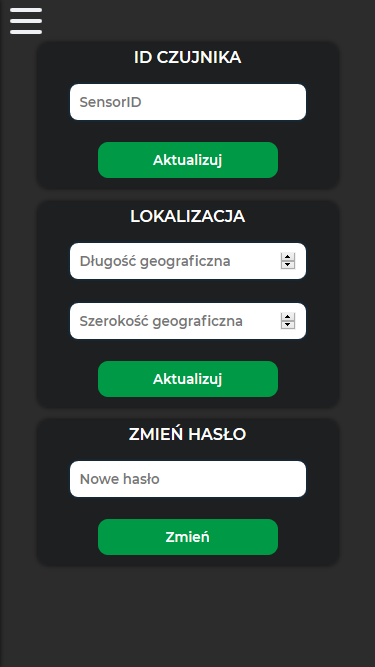 ID CZUJNIKA
SensorID
Aktualizuj
LOKALIZACJA
Długość geograficzna
Szerokość geograficzna
Aktualizuj
ZMIEŃ HASŁO
Nowe hasło
Zmień